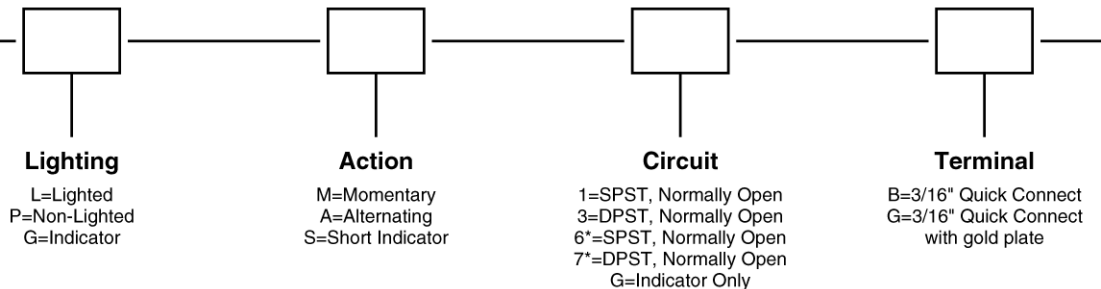 Lighting
L=Lighted
P=Non-Lighted
G=Indicator
Action
M=Momentary
A=Alternating
S=Short Indicator
Circuit
1=SPST, Normally Open
3=DPST, Normally Open
6*=SPST, Normally Open
7*=DPST, Normally Open
G=Indicator Only
Terminal
B=3/16" Quick Connect
G=3/16" Quick Connect
with gold plate